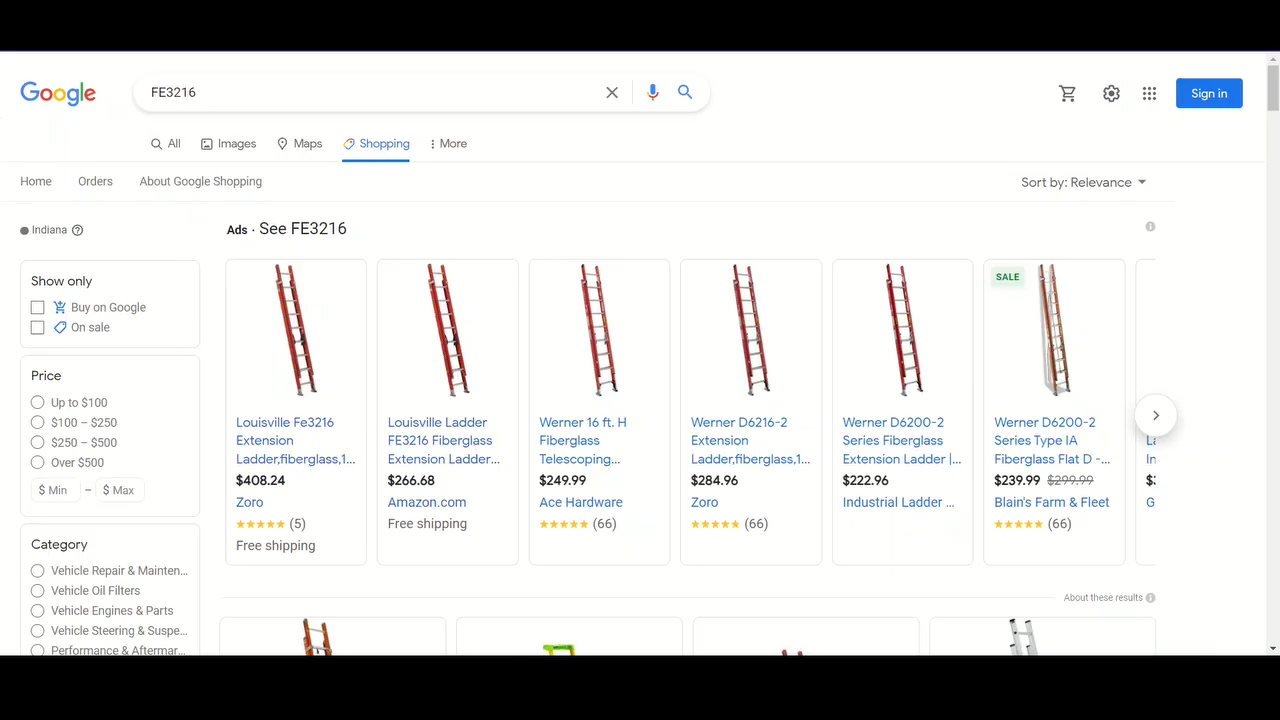 Google
FE3216
Sign in
All
Images
Maps
Shopping
More
Home
Orders
About Google Shopping
Sort by: Relevance
Indiana
Ads · See FE3216
Show only
Buy on Google
On sale
Price
Up to $100
$100 – $250
$250 – $500
Over $500
$ Min – $ Max
Category
Vehicle Repair & Mainten...
Vehicle Oil Filters
Vehicle Engines & Parts
Vehicle Steering & Suspe...
Performance & Aftermar...
Louisville Fe3216
Extension
Ladder,fiberglass,1...
$408.24
Zoro
(5)
Free shipping
Louisville Ladder
FE3216 Fiberglass
Extension Ladder...
$266.68
Amazon.com
Free shipping
Werner 16 ft. H
Fiberglass
Telescoping...
$249.99
Ace Hardware
(66)
Werner D6216-2
Extension
Ladder,fiberglass,1...
$284.96
Zoro
(66)
Werner D6200-2
Series Fiberglass
Extension Ladder |...
$222.96
Industrial Ladder ...
SALE
Werner D6200-2
Series Type IA
Fiberglass Flat D -...
$239.99 $299.99
Blain's Farm & Fleet
(66)
About these results